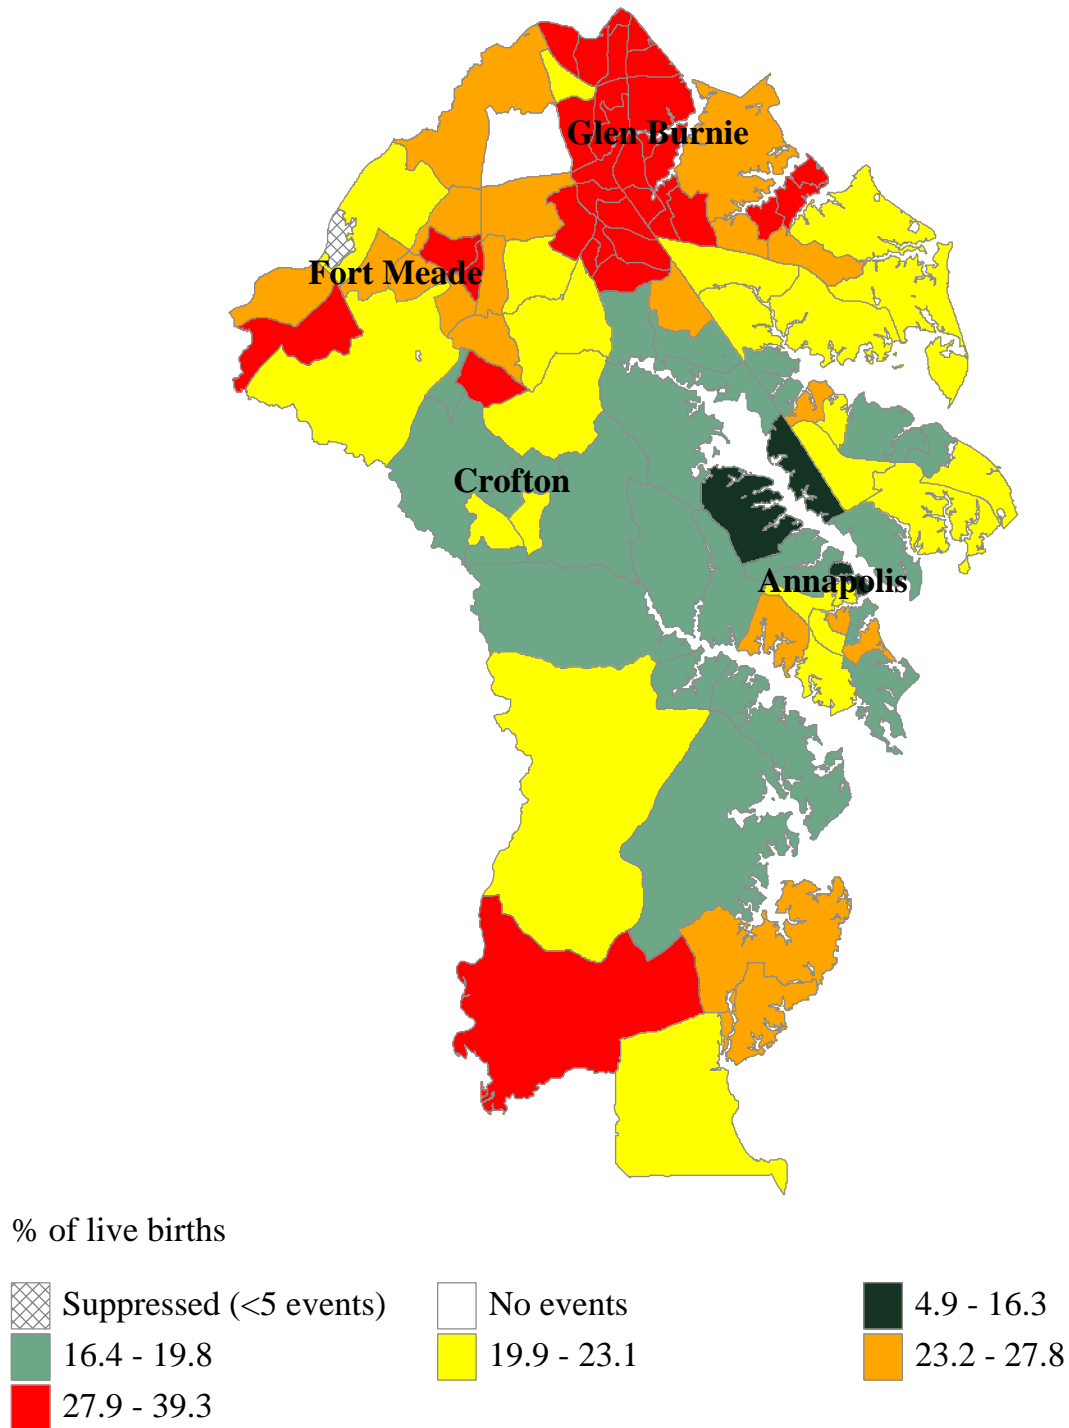 Glen Burnie
Fort Meade
Crofton
Annapolis
% of live births
Suppressed (<5 events)
No events
4.9 - 16.3
16.4 - 19.8
19.9 - 23.1
23.2 - 27.8
27.9 - 39.3